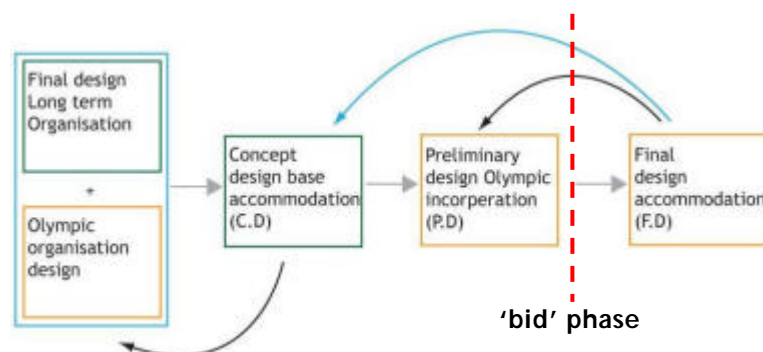 Final design
Long term
Organisation
+
Olympic
organisation
design
Concept
design base
accommodation
(C.D)
Preliminary
design Olympic
incorperation
(P.D)
Final
design
accommodation
(F.D)
‘bid’ phase